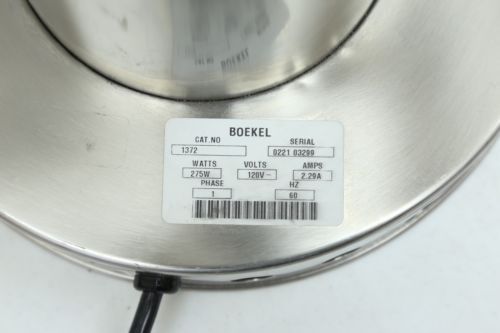 BOEKEL
CAT.NO SERIAL
1372 0221 03299
WATTS VOLTS AMPS
275W 120V~ 2.29A
PHASE HZ
1 60